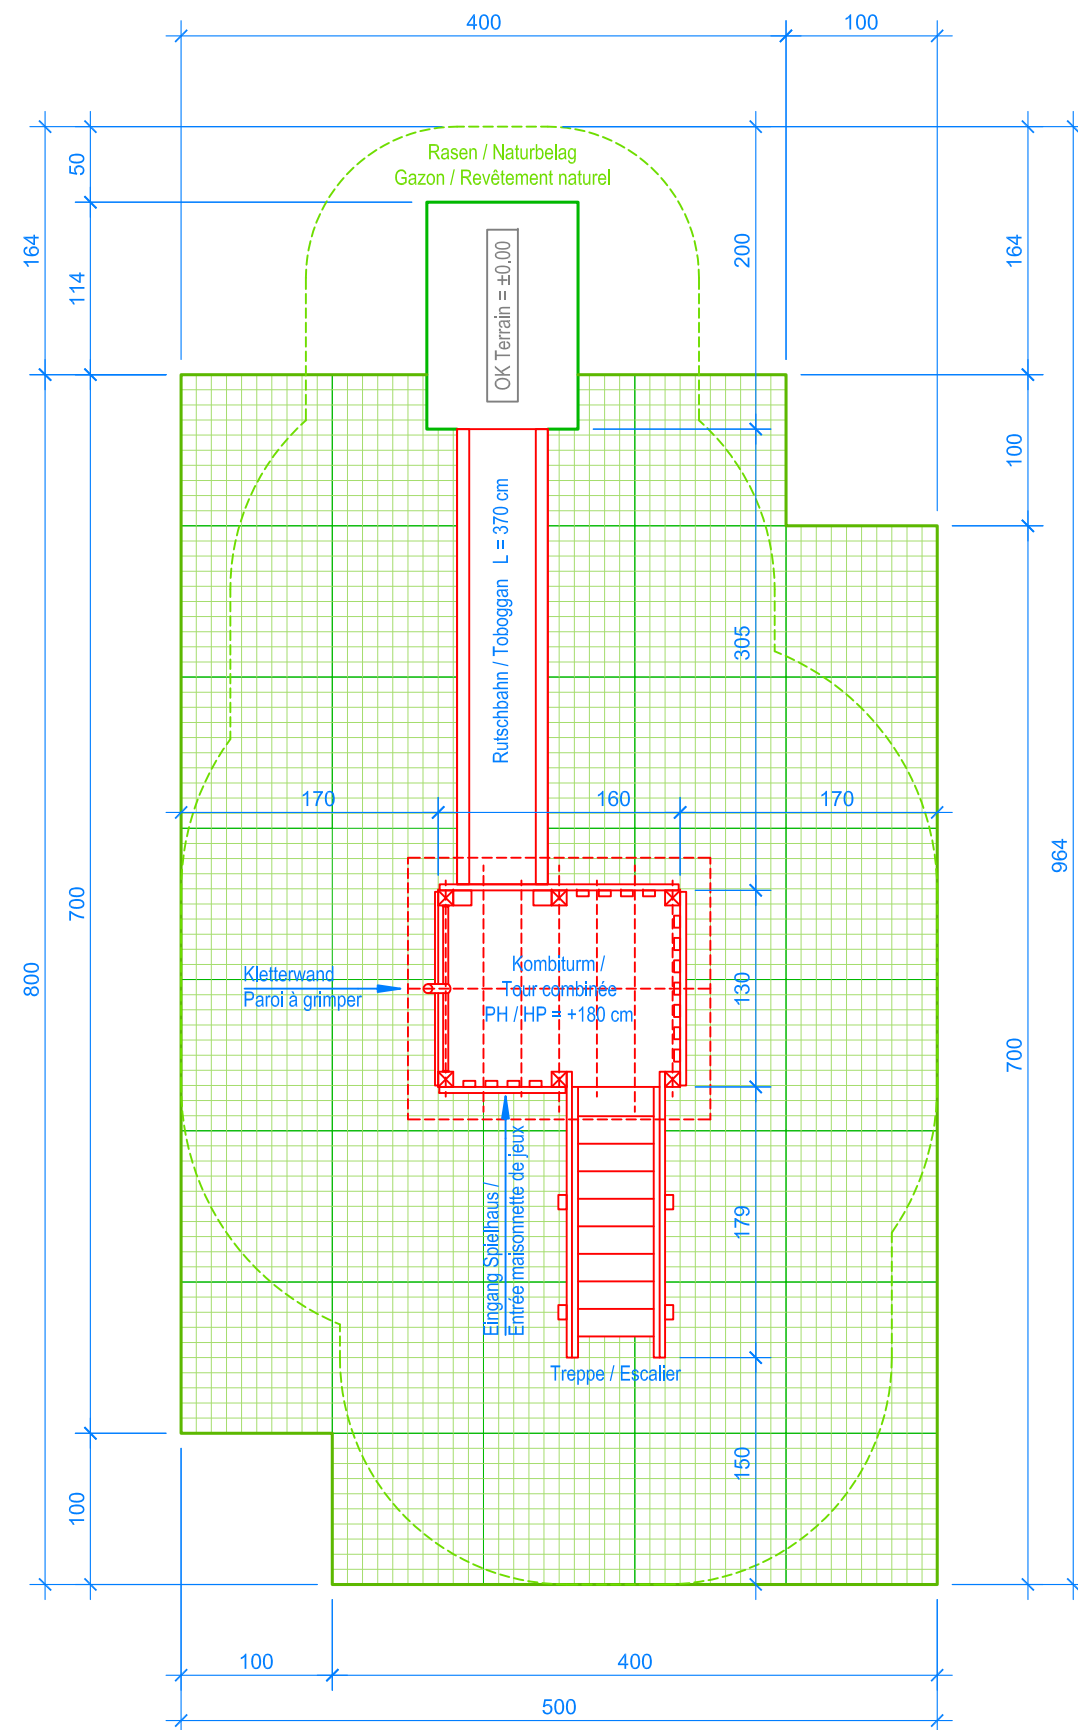 400
100
50
164
114
200
164
Rasen / Naturbelag
Gazon / Revêtement naturel
OK Terrain = ±0.00
100
Rutschbahn / Toboggan L = 370 cm
305
170
160
170
964
700
800
Kletterwand
Paroi à grimper
Kombiturm /
Tour combinée
PH / HP = +180 cm
130
700
Eingang Spielhaus /
Entrée maisonnette de jeux
179
Treppe / Escalier
150
100
100
400
500